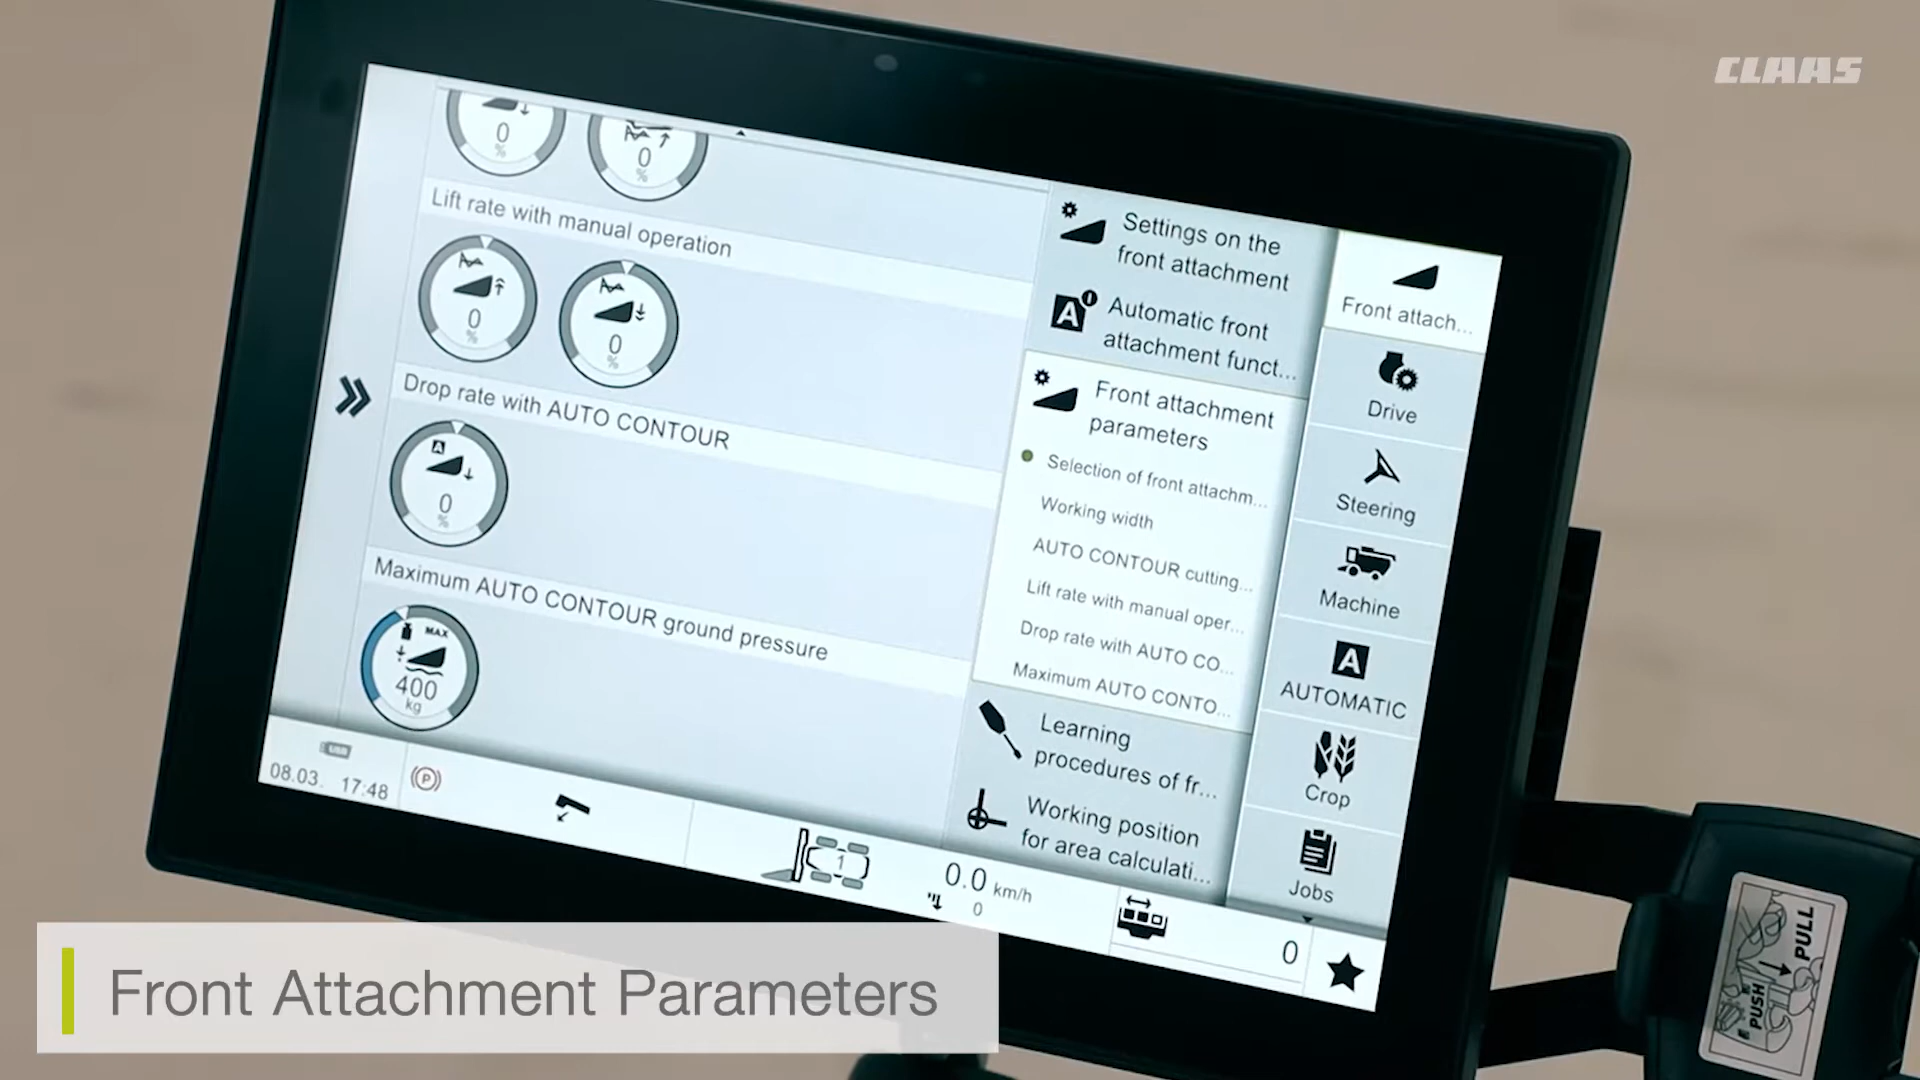 CLAAS
0
%
0
%
Lift rate with manual operation
0
%
0
%
Drop rate with AUTO CONTOUR
A
0
%
Maximum AUTO CONTOUR ground pressure
MAX
400
kg
Settings on the
front attachment
A
Automatic front
attachment funct...
Front attachment
parameters
Selection of front attachm...
Working width
AUTO CONTOUR cutting...
Lift rate with manual oper...
Drop rate with AUTO CO...
Maximum AUTO CONTO...
Learning
procedures of fr...
Working position
for area calculati...
Front attach...
Drive
Steering
Machine
A
AUTOMATIC
Crop
Jobs
USB
08.03. 17:48
P
1
0.0 km/h
0
0
PULL
PUSH
Front Attachment Parameters